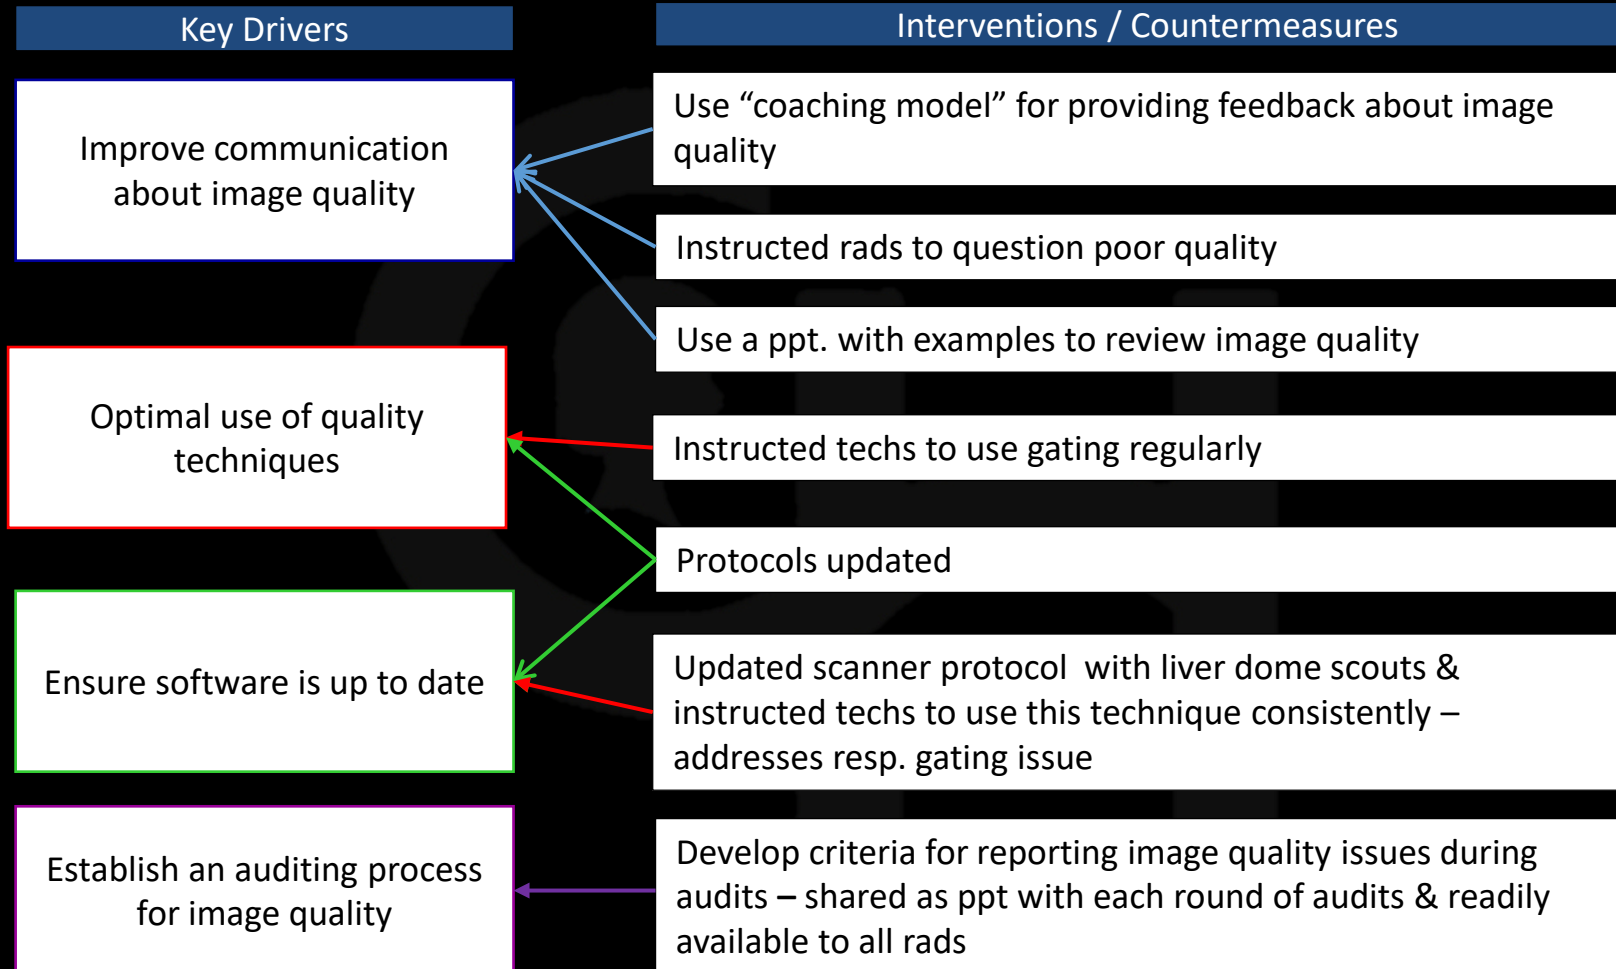 Key Drivers
Interventions / Countermeasures
Improve communication
about image quality
Use “coaching model” for providing feedback about image
quality
Instructed rads to question poor quality
Use a ppt. with examples to review image quality
Optimal use of quality
techniques
Instructed techs to use gating regularly
Protocols updated
Ensure software is up to date
Updated scanner protocol  with liver dome scouts &
instructed techs to use this technique consistently –
addresses resp. gating issue
Establish an auditing process
for image quality
Develop criteria for reporting image quality issues during
audits – shared as ppt with each round of audits & readily
available to all rads